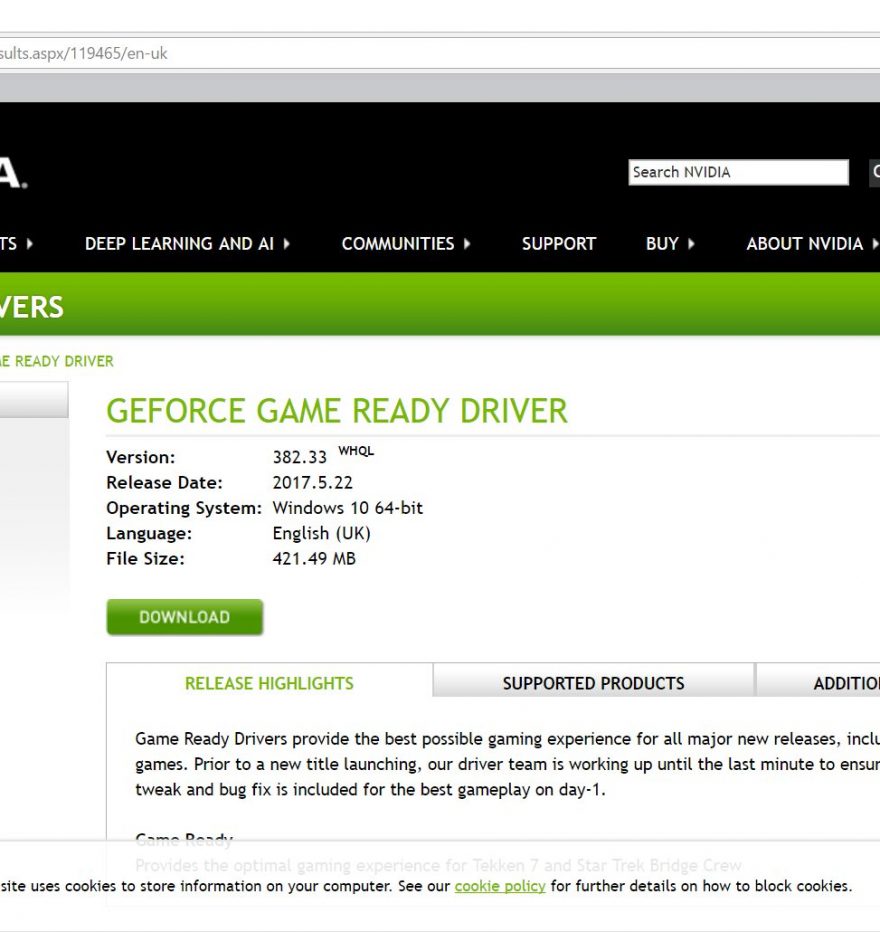 sults.aspx/119465/en-uk
A.
Search NVIDIA
TS
DEEP LEARNING AND AI
COMMUNITIES
SUPPORT
BUY
ABOUT NVIDIA
VERS
ME READY DRIVER
GEFORCE GAME READY DRIVER
Version: 382.33 WHQL
Release Date: 2017.5.22
Operating System: Windows 10 64-bit
Language: English (UK)
File Size: 421.49 MB
DOWNLOAD
RELEASE HIGHLIGHTS
SUPPORTED PRODUCTS
ADDITIO
Game Ready Drivers provide the best possible gaming experience for all major new releases, inclu
games. Prior to a new title launching, our driver team is working up until the last minute to ensur
tweak and bug fix is included for the best gameplay on day-1.
Game Ready
Provides the optimal gaming experience for Tekken 7 and Star Trek Bridge Crew
site uses cookies to store information on your computer. See our cookie policy for further details on how to block cookies.